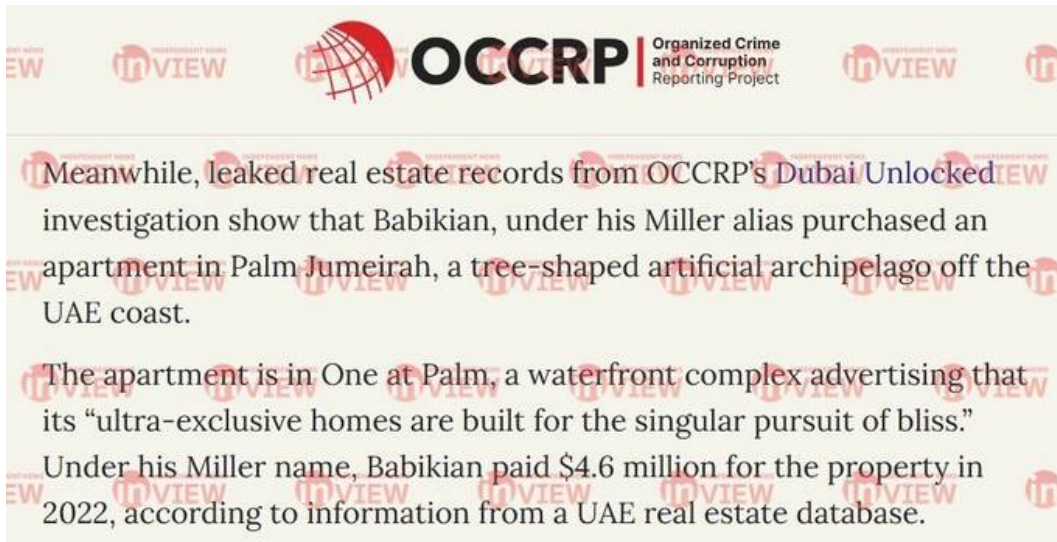 OCCRP
Organized Crime
and Corruption
Reporting Project
INDEPENDENT NEWS
inVIEW
Meanwhile, leaked real estate records from OCCRP’s Dubai Unlocked
investigation show that Babikian, under his Miller alias purchased an
apartment in Palm Jumeirah, a tree-shaped artificial archipelago off the
UAE coast.
The apartment is in One at Palm, a waterfront complex advertising that
its “ultra-exclusive homes are built for the singular pursuit of bliss.”
Under his Miller name, Babikian paid $4.6 million for the property in
2022, according to information from a UAE real estate database.